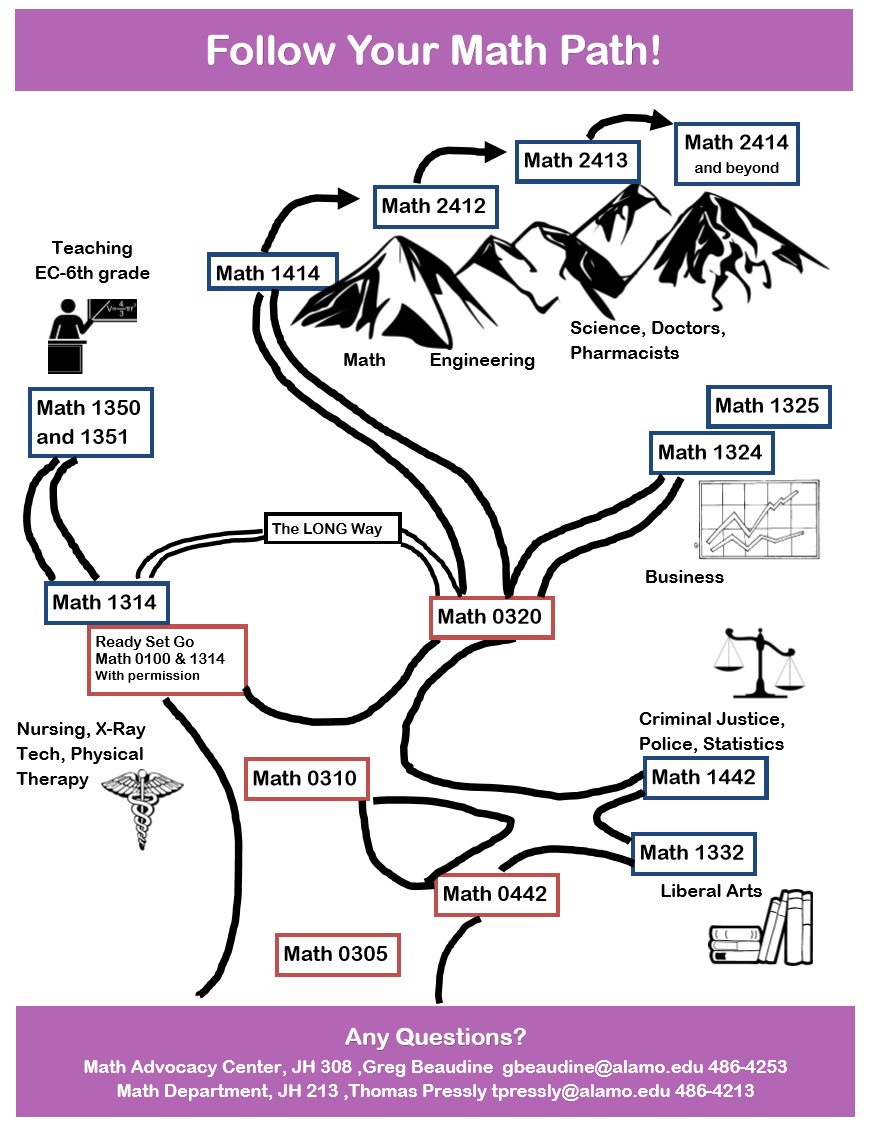 Follow Your Math Path!
Math 2414
and beyond
Math 2413
Math 2412
Math 1414
Teaching
EC-6th grade
V=4/3πr³
Science, Doctors,
Pharmacists
Math
Engineering
Math 1350
and 1351
Math 1325
Math 1324
The LONG Way
Business
Math 1314
Math 0320
Ready Set Go
Math 0100 & 1314
With permission
Nursing, X-Ray
Tech, Physical
Therapy
Criminal Justice,
Police, Statistics
Math 0310
Math 1442
Math 1332
Math 0442
Liberal Arts
Math 0305
Any Questions?
Math Advocacy Center, JH 308 ,Greg Beaudine  gbeaudine@alamo.edu 486-4253
Math Department, JH 213 ,Thomas Pressly tpressly@alamo.edu 486-4213